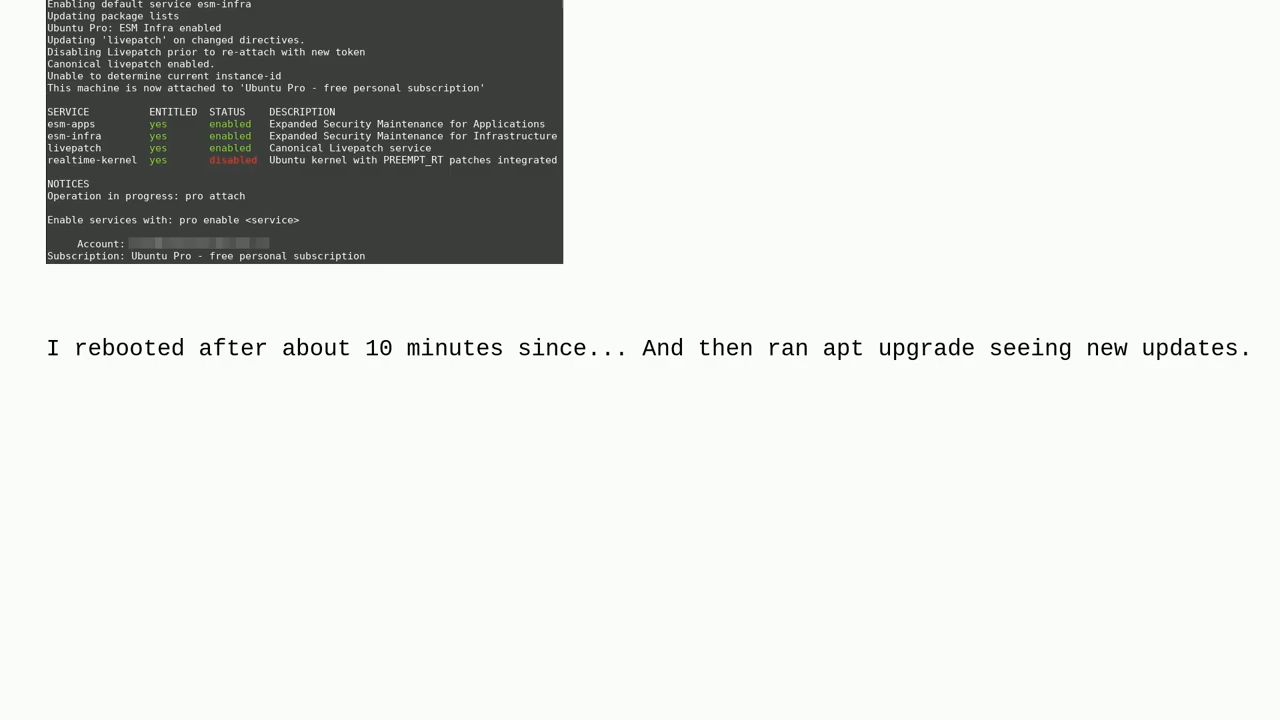 Enabling default service esm-infra
Updating package lists
Ubuntu Pro: ESM Infra enabled
Updating 'livepatch' on changed directives.
Disabling Livepatch prior to re-attach with new token
Canonical livepatch enabled.
Unable to determine current instance-id
This machine is now attached to 'Ubuntu Pro - free personal subscription'
SERVICE ENTITLED STATUS DESCRIPTION
esm-apps yes enabled Expanded Security Maintenance for Applications
esm-infra yes enabled Expanded Security Maintenance for Infrastructure
livepatch yes enabled Canonical Livepatch service
realtime-kernel yes disabled Ubuntu kernel with PREEMPT_RT patches integrated
NOTICES
Operation in progress: pro attach
Enable services with: pro enable <service>
Account:
Subscription: Ubuntu Pro - free personal subscription
I rebooted after about 10 minutes since... And then ran apt upgrade seeing new updates.